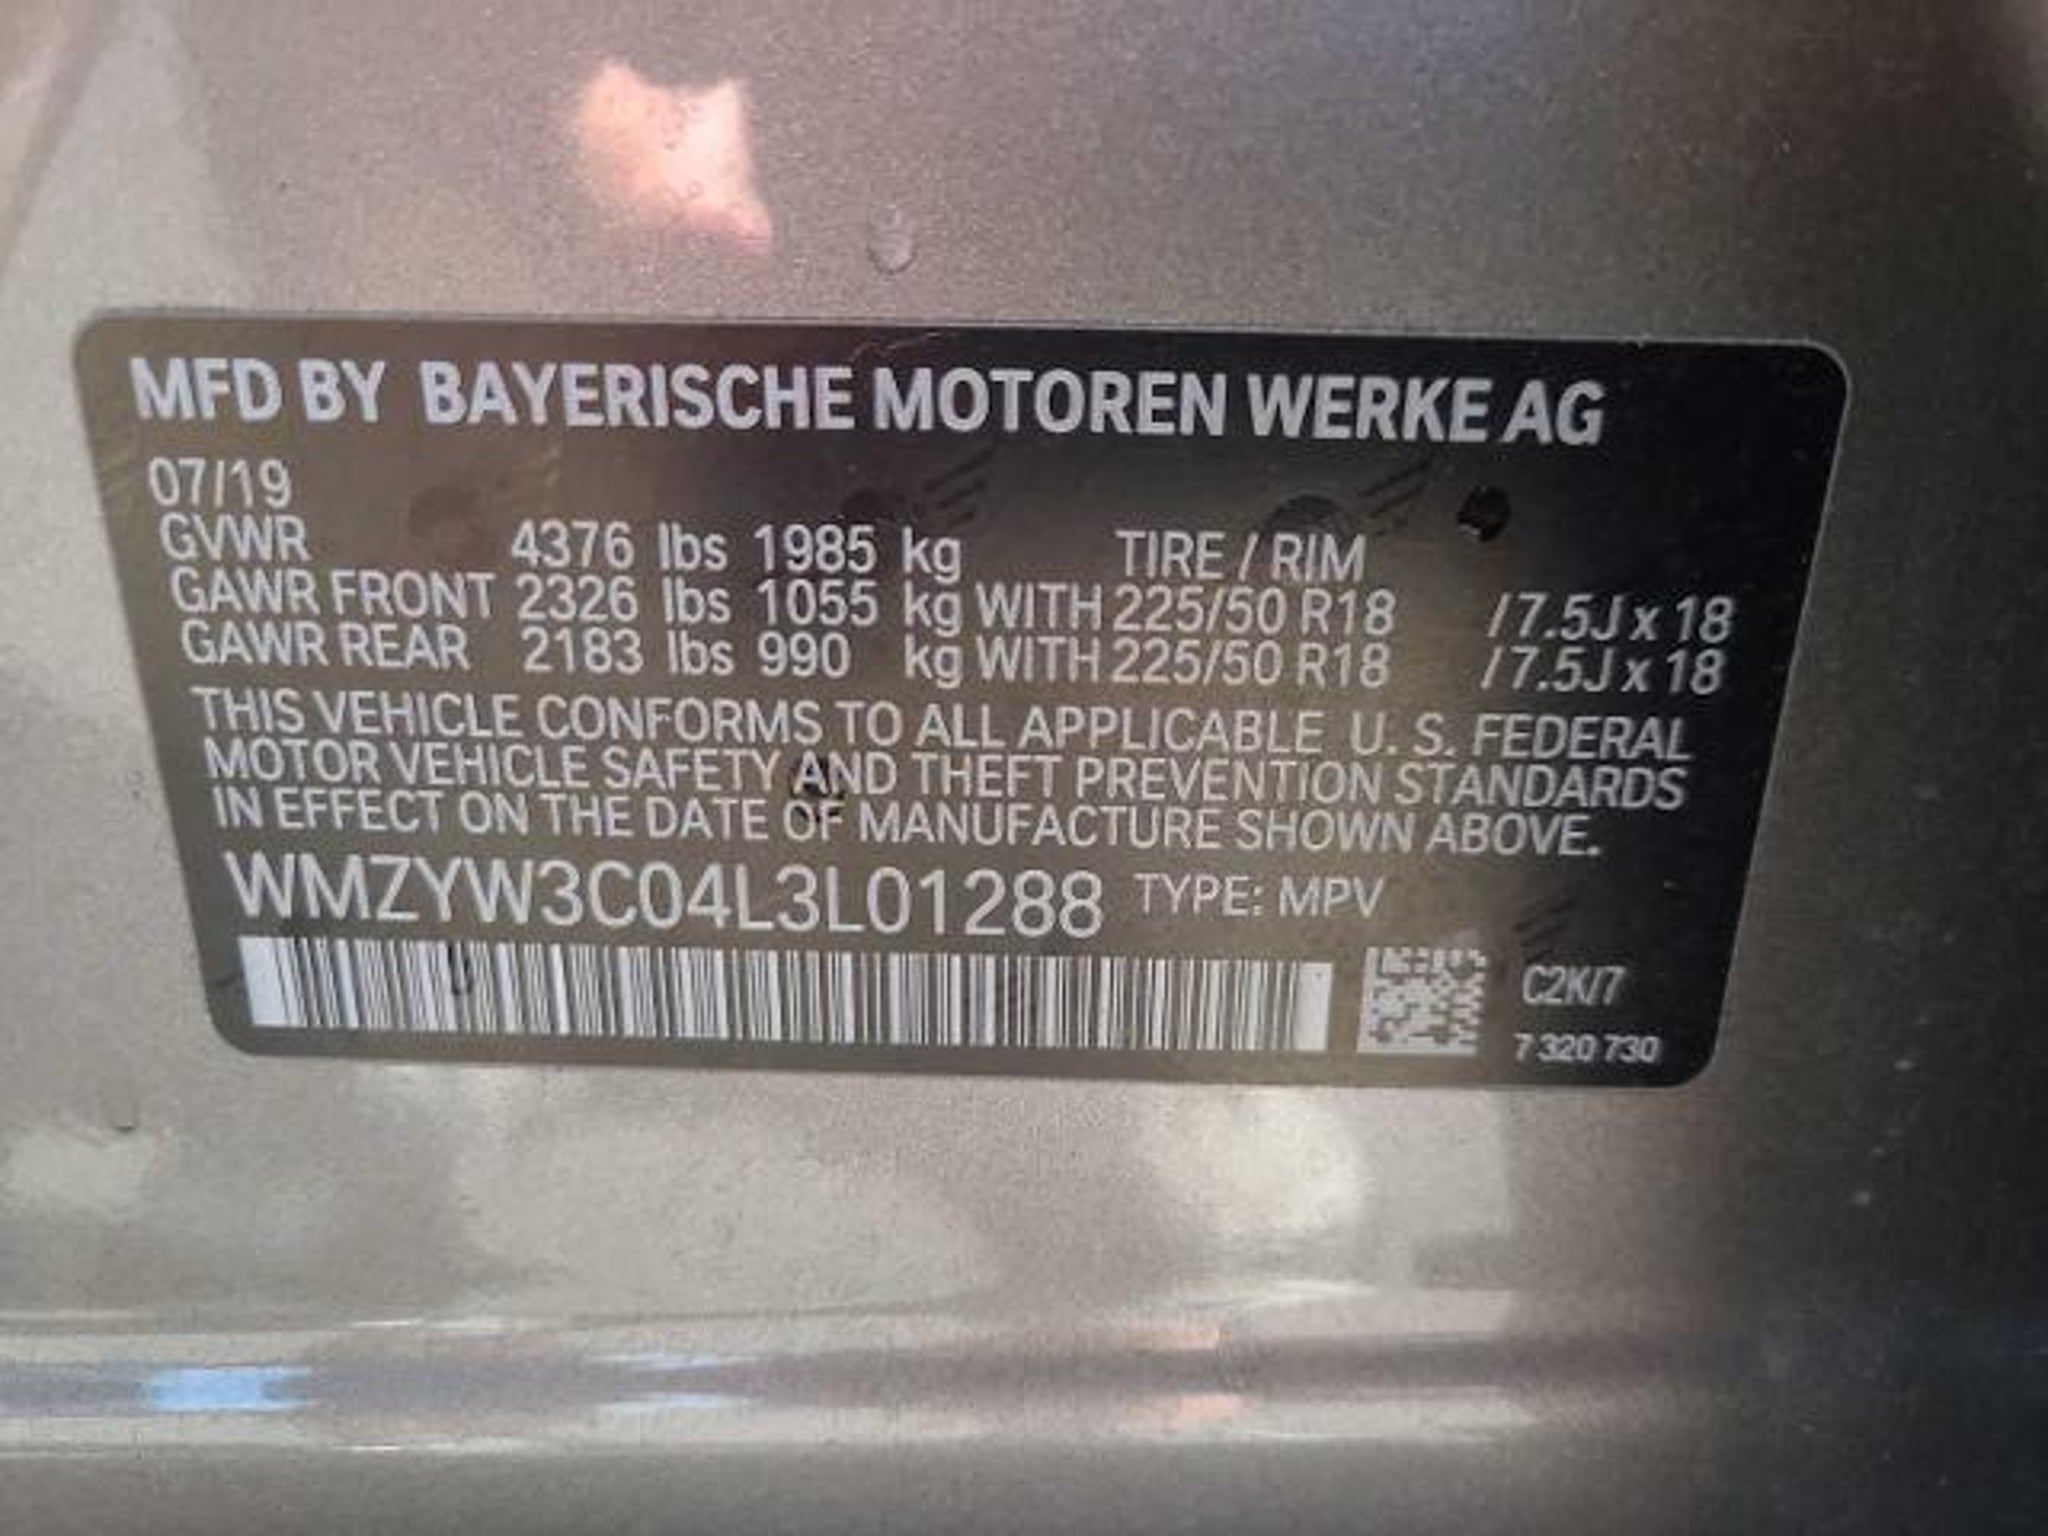 MFD BY BAYERISCHE MOTOREN WERKE AG
07/19
GVWR 4376 lbs 1985 kg TIRE / RIM
GAWR FRONT 2326 lbs 1055 kg WITH 225/50 R18 / 7.5J x 18
GAWR REAR 2183 lbs 990 kg WITH 225/50 R18 / 7.5J x 18
THIS VEHICLE CONFORMS TO ALL APPLICABLE U. S. FEDERAL
MOTOR VEHICLE SAFETY AND THEFT PREVENTION STANDARDS
IN EFFECT ON THE DATE OF MANUFACTURE SHOWN ABOVE.
WMZYW3C04L3L01288 TYPE: MPV
C2K/7
7 320 730